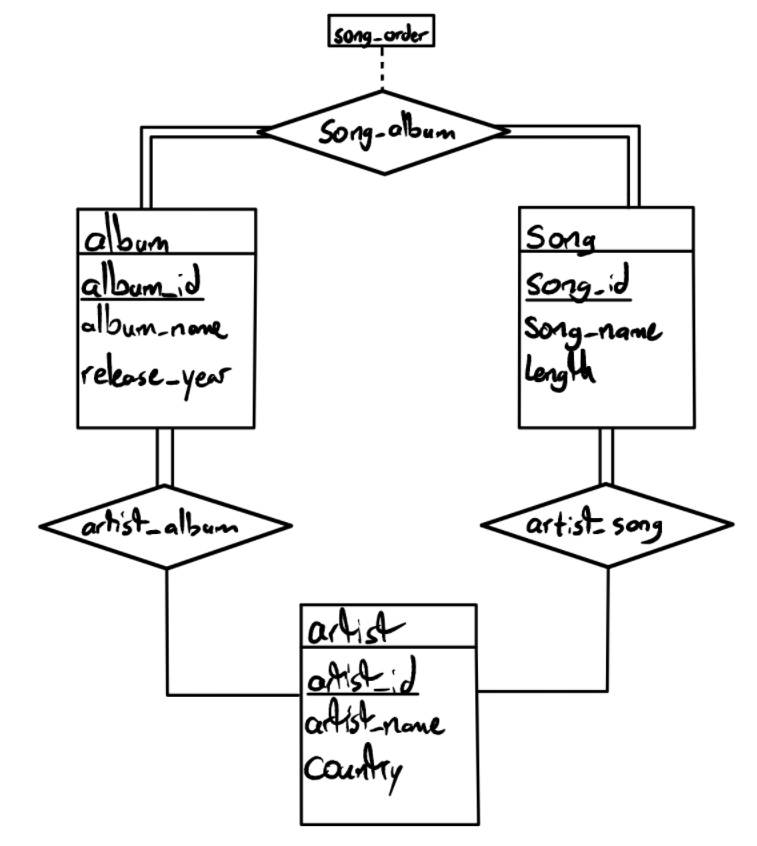 song_order
Song_album
album
album_id
album_name
release_year
Song
song_id
song_name
length
artist_album
artist_song
artist
artist_id
artist_name
Country